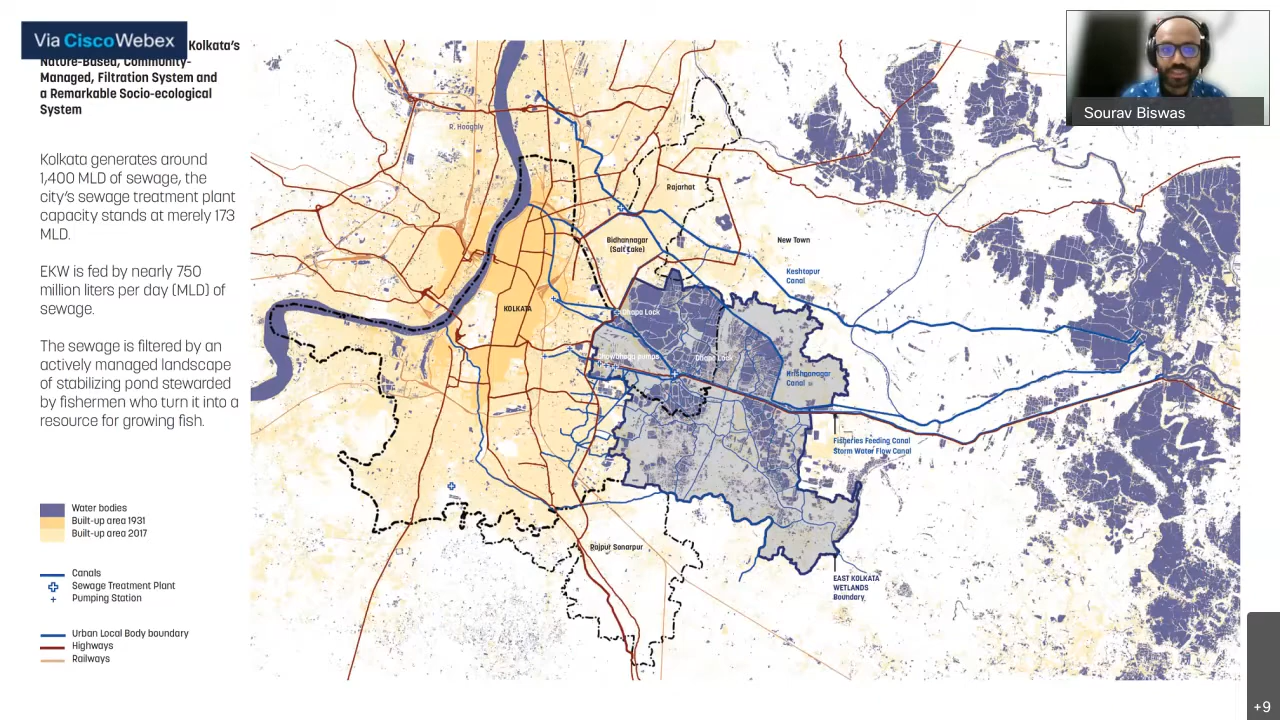 Via Cisco Webex
Kolkata's
Nature-Based, Community-
Managed, Filtration System and
a Remarkable Socio-ecological
System
Kolkata generates around
1,400 MLD of sewage, the
city's sewage treatment plant
capacity stands at merely 173
MLD.
EKW is fed by nearly 750
million liters per day (MLD) of
sewage.
The sewage is filtered by an
actively managed landscape
of stabilizing pond stewarded
by fishermen who turn it into a
resource for growing fish.
Water bodies
Built-up area 1931
Built-up area 2017
Canals
Sewage Treatment Plant
Pumping Station
Urban Local Body boundary
Highways
Railways
R. Hooghly
Rajarhat
Bidhannagar
(Salt Lake)
New Town
Keshtopur
Canal
KOLKATA
Dhapa Lock
Chowbhaga pumps
Dhapa Lock
Krishnanagar
Canal
Fisheries Feeding Canal
Storm Water Flow Canal
Rajpur Sonarpur
EAST KOLKATA
WETLANDS
Boundary
Sourav Biswas
+9